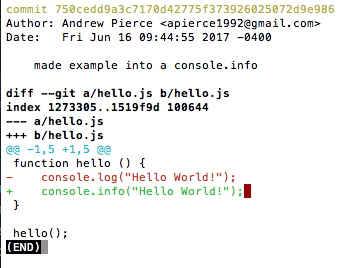 commit 750cedd9a3c7170d42775f373926025072d9e986
Author: Andrew Pierce <apierce1992@gmail.com>
Date:   Fri Jun 16 09:44:55 2017 -0400

    made example into a console.info

diff --git a/hello.js b/hello.js
index 1273305..1519f9d 100644
--- a/hello.js
+++ b/hello.js
@@ -1,5 +1,5 @@
 function hello () {
-    console.log("Hello World!");
+    console.info("Hello World!");
 }

 hello();
(END)